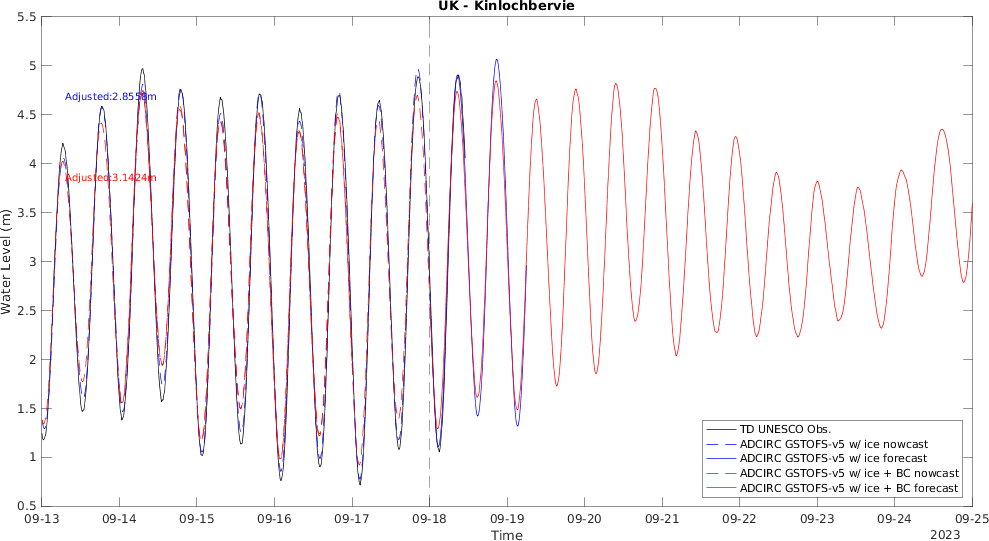 UK - Kinlochbervie
5.5
5
4.5
4
3.5
3
2.5
2
1.5
1
0.5
Water Level (m)
Adjusted:2.8558m
Adjusted:3.1424m
TD UNESCO Obs.
ADCIRC GSTOFS-v5 w/ ice nowcast
ADCIRC GSTOFS-v5 w/ ice forecast
ADCIRC GSTOFS-v5 w/ ice + BC nowcast
ADCIRC GSTOFS-v5 w/ ice + BC forecast
09-13 09-14 09-15 09-16 09-17 09-18 09-19 09-20 09-21 09-22 09-23 09-24 09-25
Time
2023